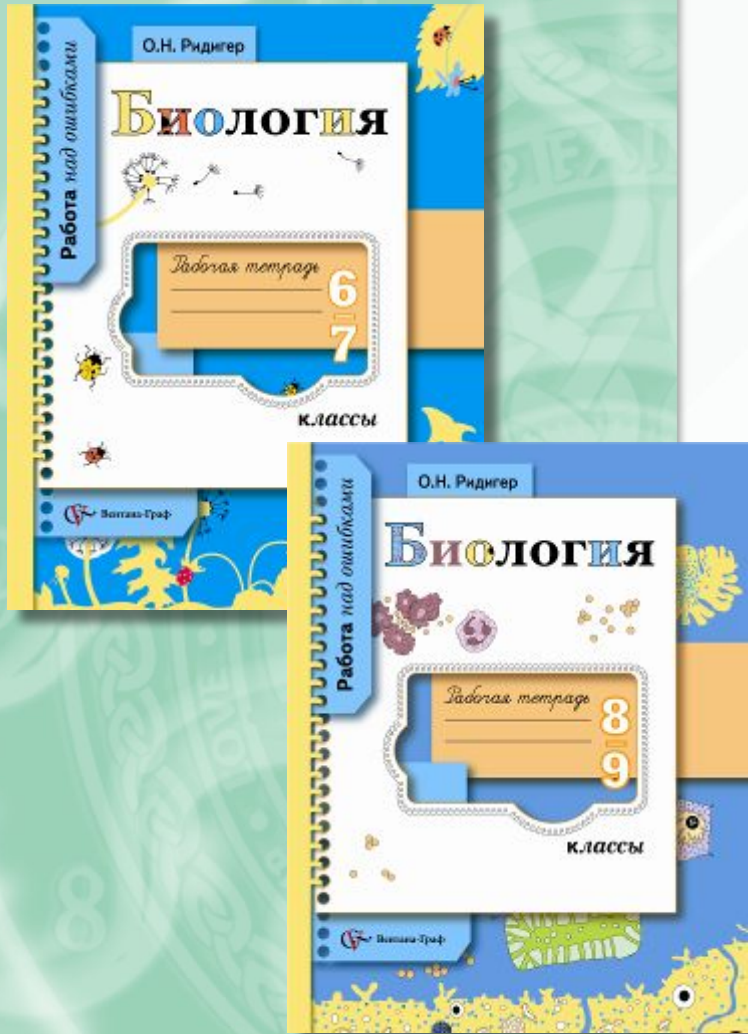 О.Н. Ридигер
Работа над ошибками
Биология
Рабочая тетрадь
6
7
классы
Вентана-Граф
О.Н. Ридигер
Работа над ошибками
Биология
Рабочая тетрадь
8
9
классы
Вентана-Граф
8